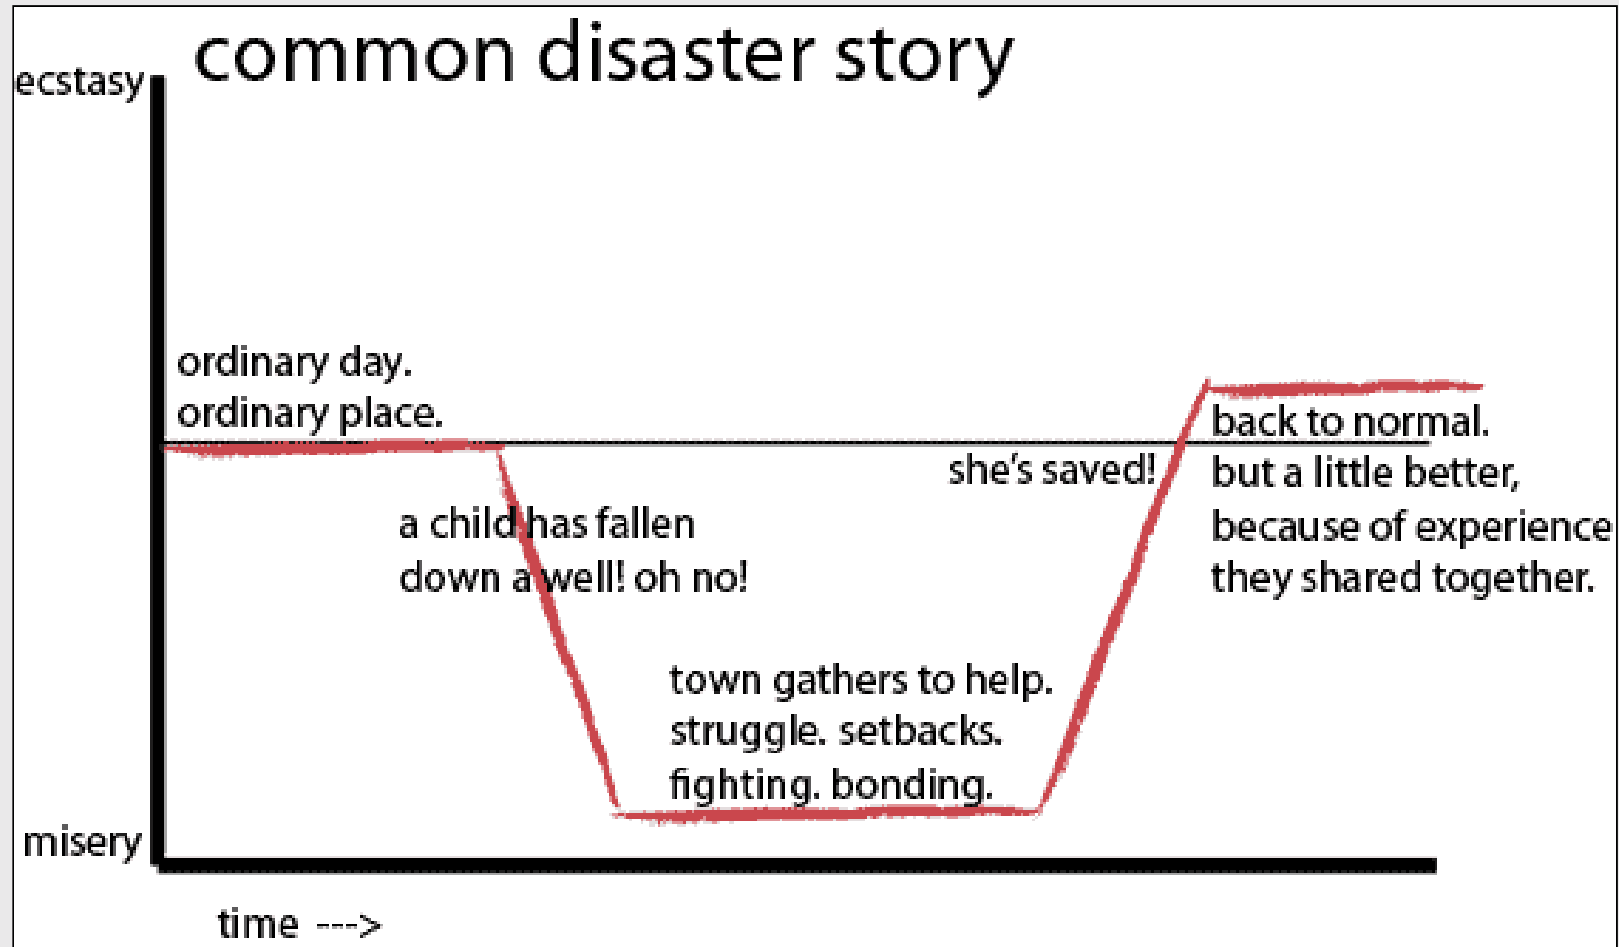 common disaster story
ecstasy
ordinary day.
ordinary place.
a child has fallen
down a well! oh no!
town gathers to help.
struggle. setbacks.
fighting. bonding.
she's saved!
back to normal.
but a little better,
because of experience
they shared together.
misery
time --->